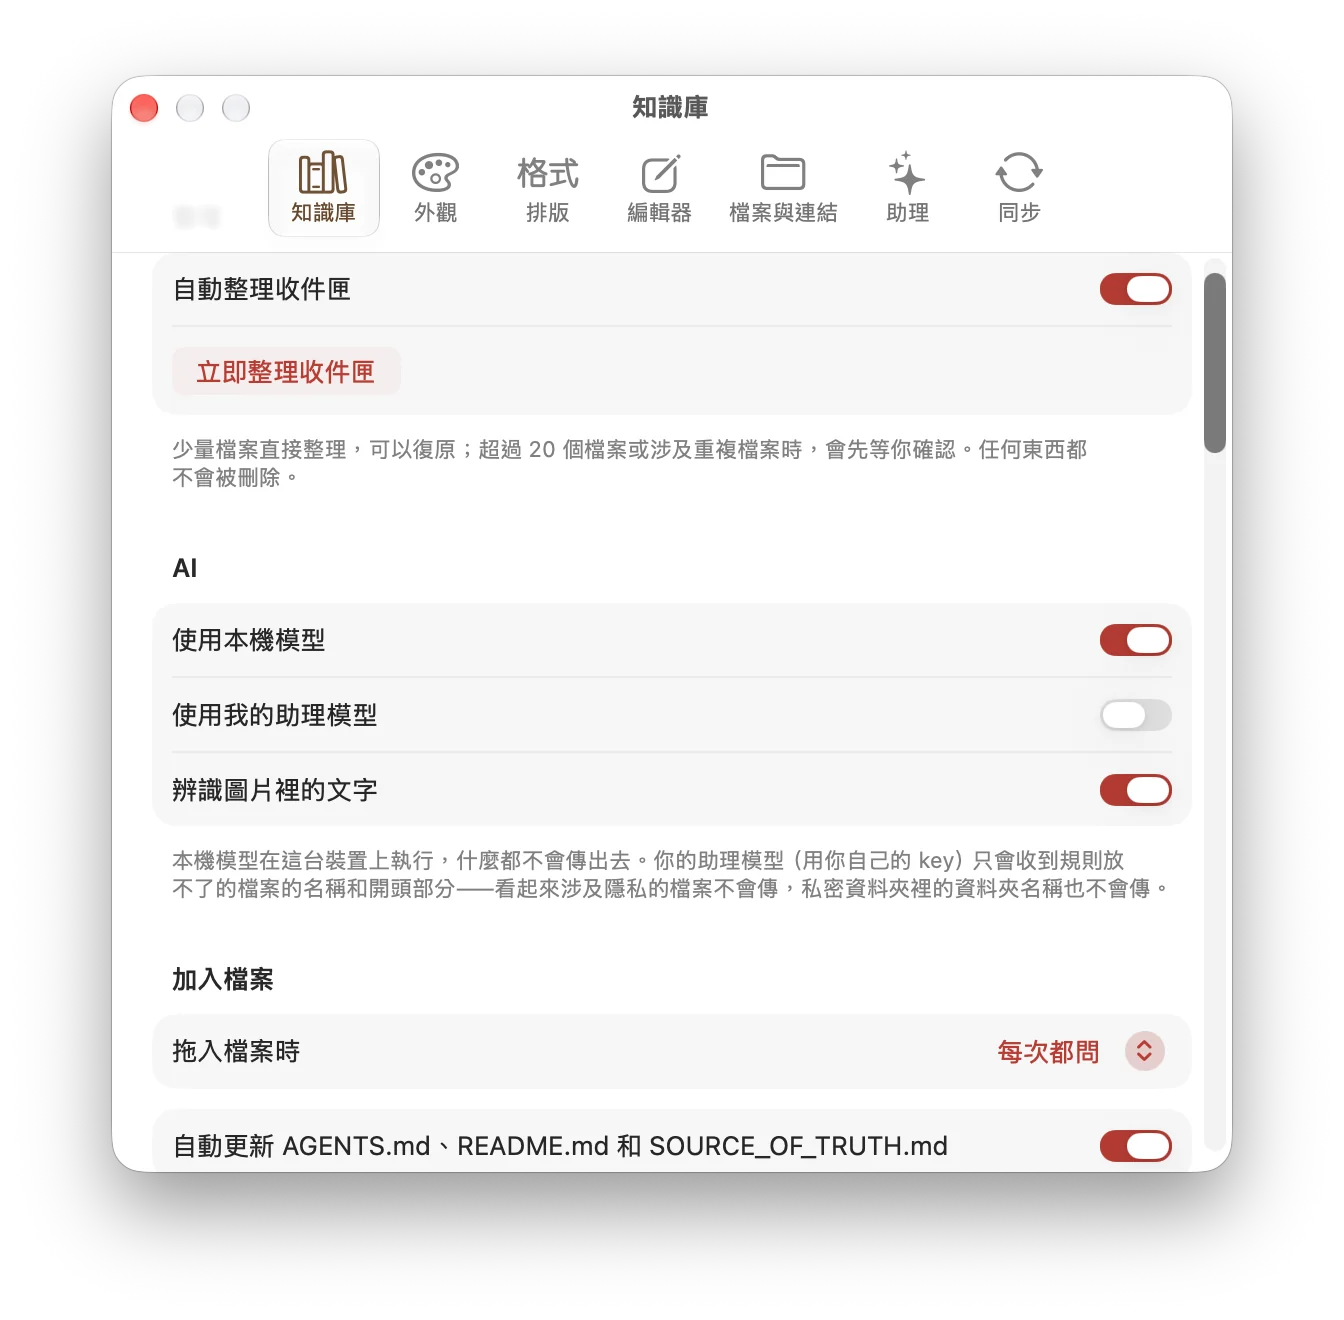 知識庫
知識庫
外觀
格式
排版
編輯器
檔案與連結
助理
同步
自動整理收件匣
立即整理收件匣
少量檔案直接整理，可以復原；超過 20 個檔案或涉及重複檔案時，會先等你確認。任何東西都
不會被刪除。
AI
使用本機模型
使用我的助理模型
辨識圖片裡的文字
本機模型在這台裝置上執行，什麼都不會傳出去。你的助理模型（用你自己的 key）只會收到規則放
不了的檔案的名稱和開頭部分——看起來涉及隱私的檔案不會傳，私密資料夾裡的資料夾名稱也不會傳。
加入檔案
拖入檔案時
每次都問
自動更新 AGENTS.md、README.md 和 SOURCE_OF_TRUTH.md